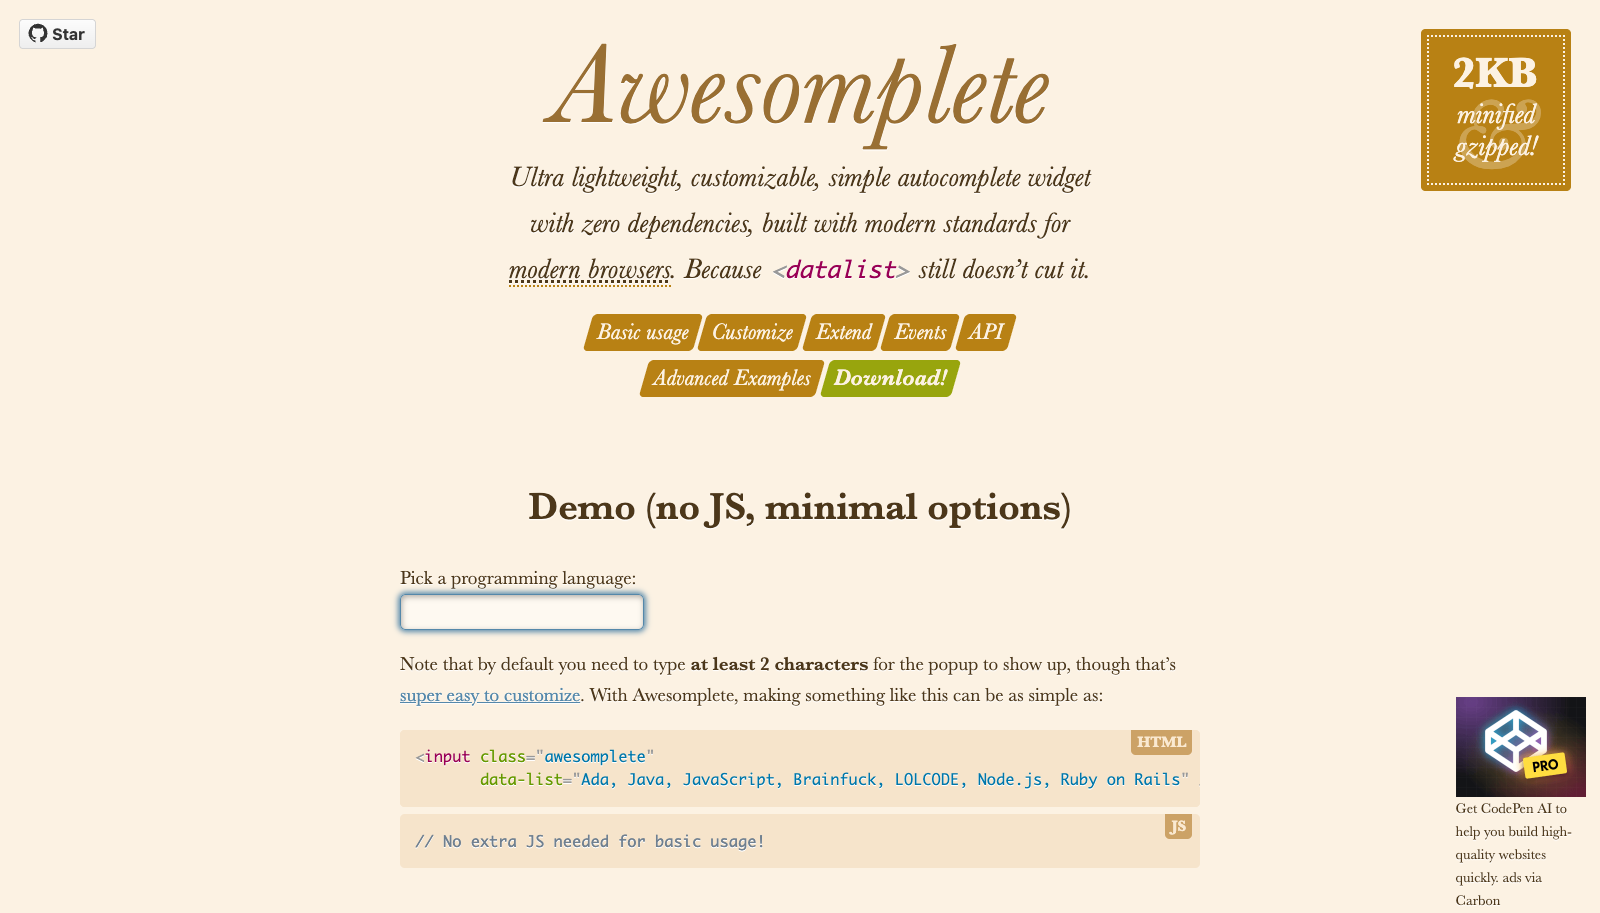 Star
Awesomplete
2KB
minified
&
gzipped!
Ultra lightweight, customizable, simple autocomplete widget
with zero dependencies, built with modern standards for
modern browsers. Because <datalist> still doesn’t cut it.
Basic usage Customize Extend Events API
Advanced Examples Download!
Demo (no JS, minimal options)
Pick a programming language:
Note that by default you need to type at least 2 characters for the popup to show up, though that’s
super easy to customize. With Awesomplete, making something like this can be as simple as:
HTML
<input class="awesomplete"
data-list="Ada, Java, JavaScript, Brainfuck, LOLCODE, Node.js, Ruby on Rails"
JS
// No extra JS needed for basic usage!
PRO
Get CodePen AI to
help you build high-
quality websites
quickly. ads via
Carbon